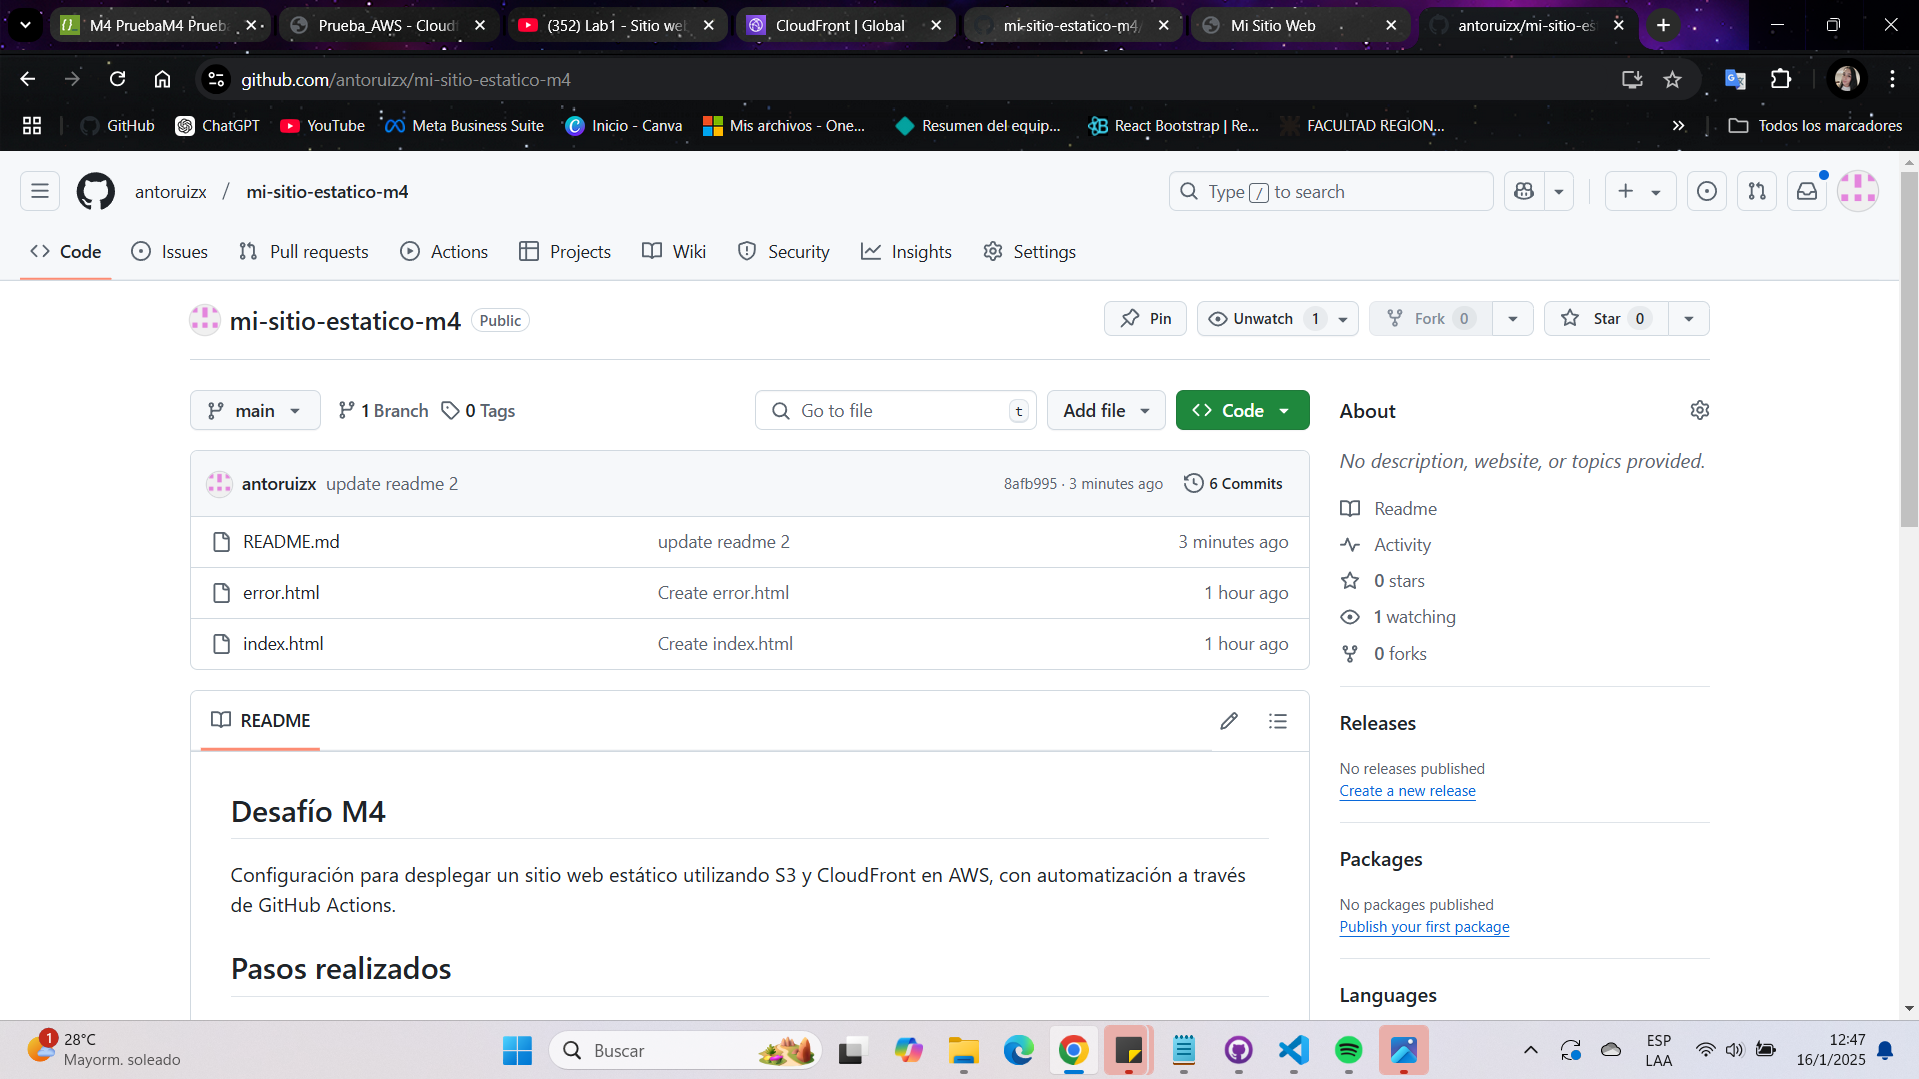 M4 PruebaM4 Prueb
Prueba_AWS - Cloudf
(352) Lab1 - Sitio web
CloudFront | Global
mi-sitio-estatico-m4/
Mi Sitio Web
antoruizx/mi-sitio-es
github.com/antoruizx/mi-sitio-estatico-m4
GitHub
ChatGPT
YouTube
Meta Business Suite
Inicio - Canva
Mis archivos - One...
Resumen del equip...
React Bootstrap | Re...
FACULTAD REGION...
Todos los marcadores
antoruizx / mi-sitio-estatico-m4
Type / to search
Code
Issues
Pull requests
Actions
Projects
Wiki
Security
Insights
Settings
mi-sitio-estatico-m4 Public
Pin
Unwatch 1
Fork 0
Star 0
main
1 Branch
0 Tags
Go to file t
Add file
Code
antoruizx update readme 2 8afb995 · 3 minutes ago 6 Commits
README.md update readme 2 3 minutes ago
error.html Create error.html 1 hour ago
index.html Create index.html 1 hour ago
README
Desafío M4
Configuración para desplegar un sitio web estático utilizando S3 y CloudFront en AWS, con automatización a través
de GitHub Actions.
Pasos realizados
About
No description, website, or topics provided.
Readme
Activity
0 stars
1 watching
0 forks
Releases
No releases published
Create a new release
Packages
No packages published
Publish your first package
Languages
1
28°C
Mayorm. soleado
Buscar
ESP
LAA
12:47
16/1/2025